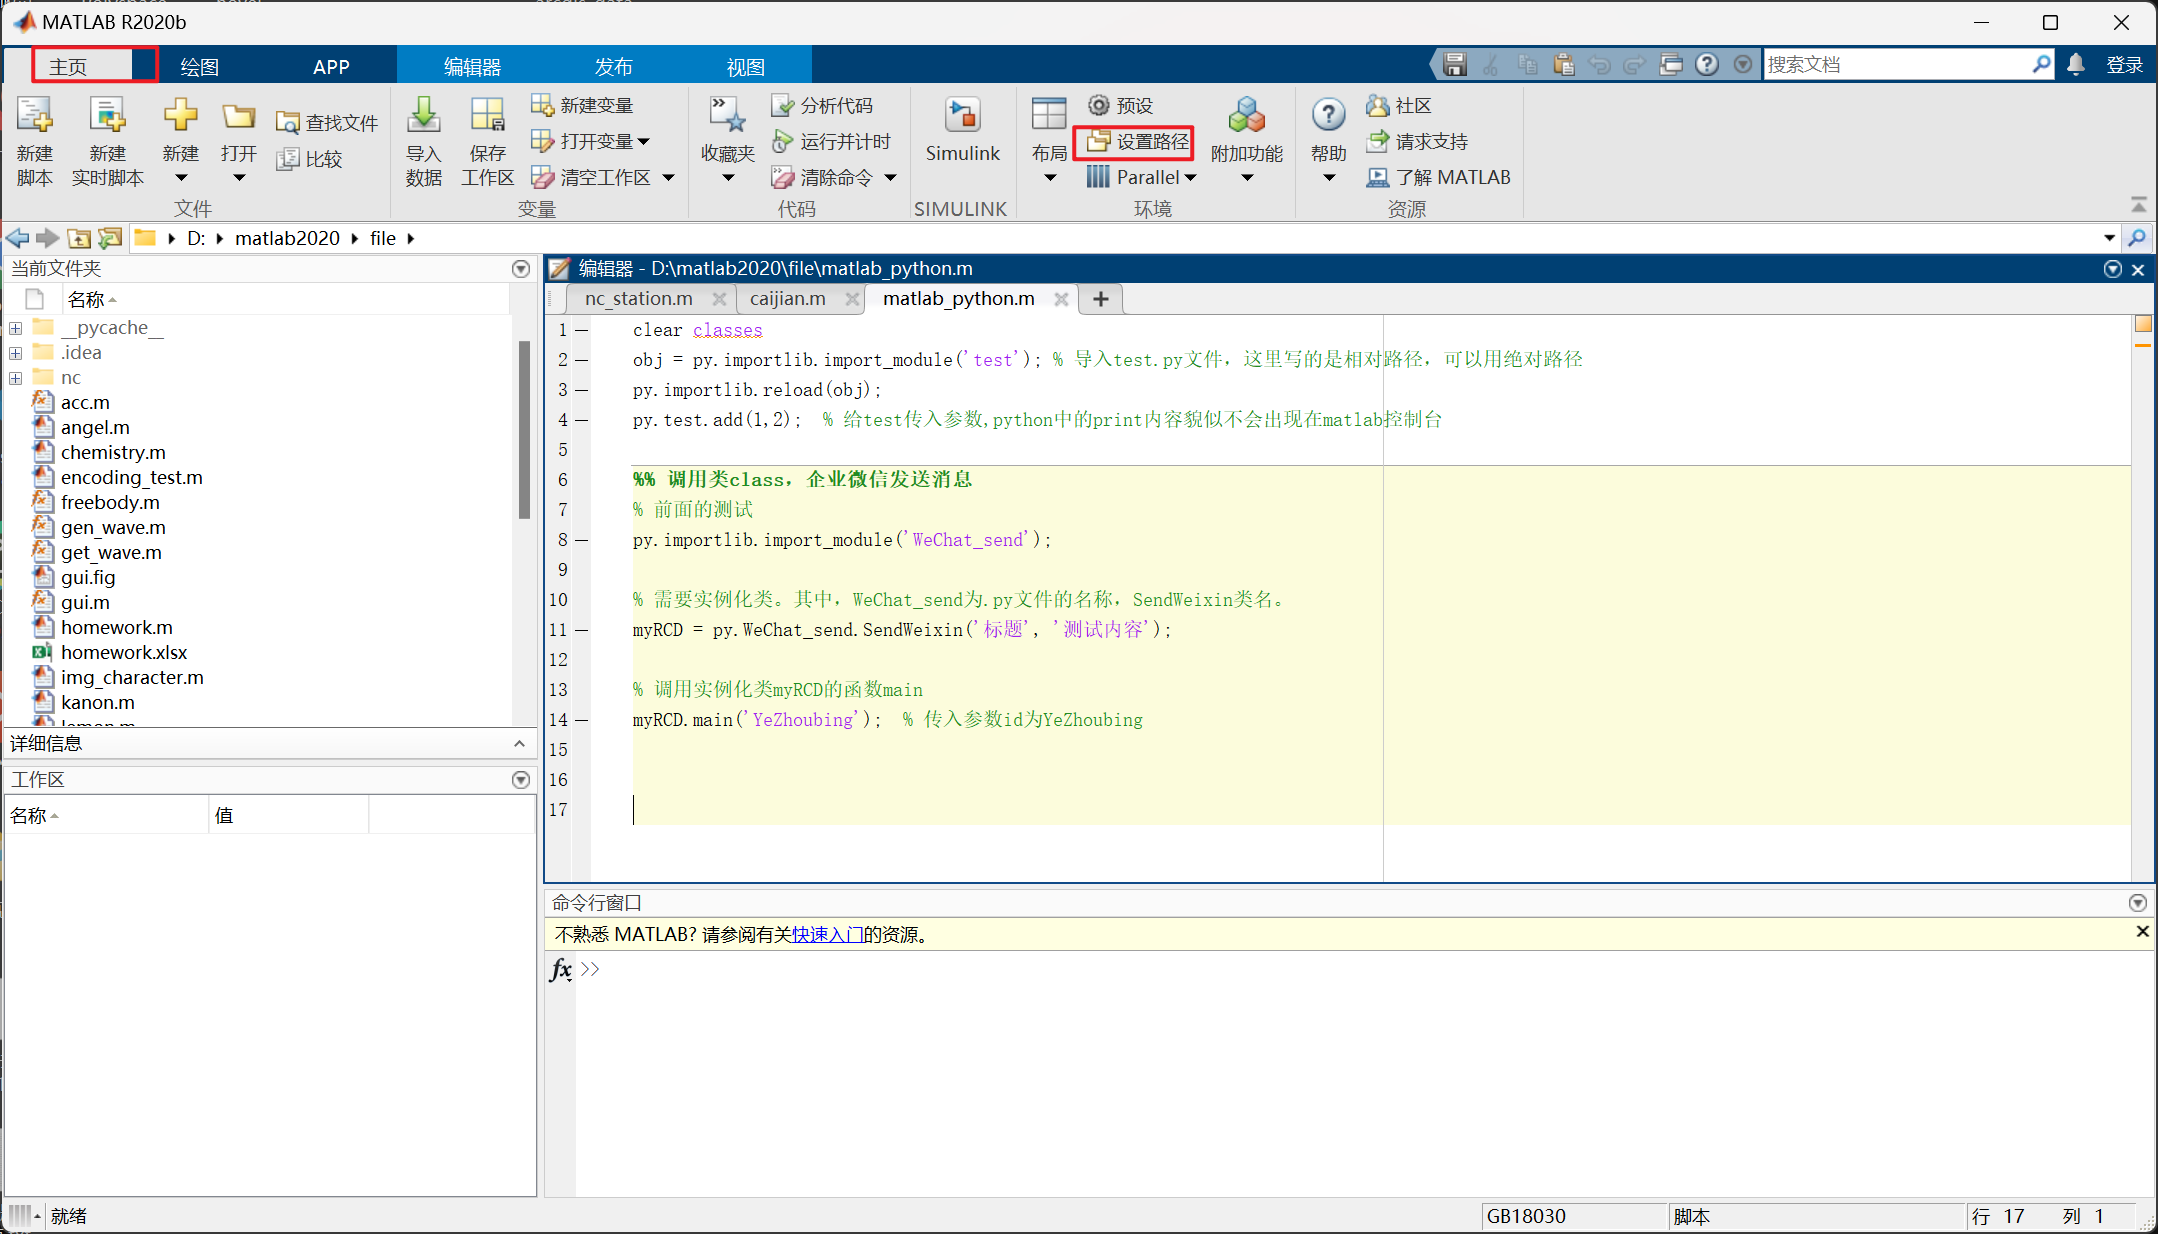 MATLAB R2020b
主页 绘图 APP 编辑器 发布 视图 搜索文档 登录
新建脚本
新建实时脚本
新建
打开
查找文件
比较
文件
导入数据
保存工作区
新建变量
打开变量
清空工作区
变量
收藏夹
分析代码
运行并计时
清除命令
代码
Simulink
SIMULINK
布局
预设
设置路径
Parallel
附加功能
环境
帮助
社区
请求支持
了解 MATLAB
资源
D: matlab2020 file
当前文件夹
名称
__pycache__
.idea
nc
acc.m
angel.m
chemistry.m
encoding_test.m
freebody.m
gen_wave.m
get_wave.m
gui.fig
gui.m
homework.m
homework.xlsx
img_character.m
kanon.m
详细信息
工作区
名称 值
编辑器 - D:\matlab2020\file\matlab_python.m
nc_station.m caijian.m matlab_python.m
1 clear classes
2 obj = py.importlib.import_module('test'); % 导入test.py文件，这里写的是相对路径，可以用绝对路径
3 py.importlib.reload(obj);
4 py.test.add(1,2); % 给test传入参数,python中的print内容貌似不会出现在matlab控制台
5
6 %% 调用类class，企业微信发送消息
7 % 前面的测试
8 py.importlib.import_module('WeChat_send');
9
10 % 需要实例化类。其中，WeChat_send为.py文件的名称，SendWeixin类名。
11 myRCD = py.WeChat_send.SendWeixin('标题', '测试内容');
12
13 % 调用实例化类myRCD的函数main
14 myRCD.main('YeZhoubing'); % 传入参数id为YeZhoubing
15
16
17
命令行窗口
不熟悉 MATLAB? 请参阅有关快速入门的资源。
fx >>
就绪 GB18030 脚本 行 17 列 1